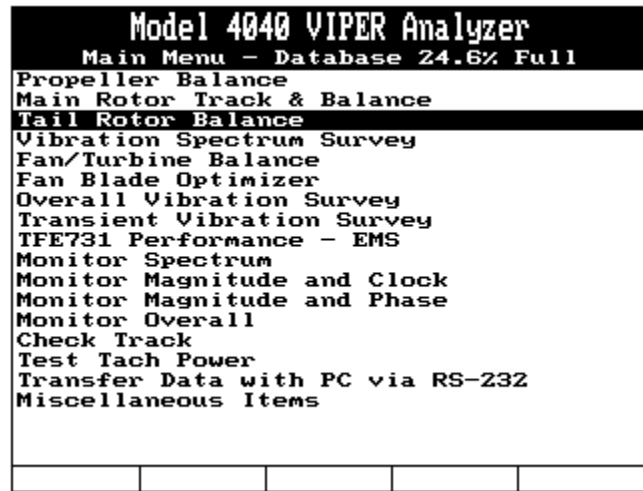 Model 4040 VIPER Analyzer
Main Menu – Database 24.6% Full
Propeller Balance
Main Rotor Track & Balance
Tail Rotor Balance
Vibration Spectrum Survey
Fan/Turbine Balance
Fan Blade Optimizer
Overall Vibration Survey
Transient Vibration Survey
TFE731 Performance – EMS
Monitor Spectrum
Monitor Magnitude and Clock
Monitor Magnitude and Phase
Monitor Overall
Check Track
Test Tach Power
Transfer Data with PC via RS-232
Miscellaneous Items